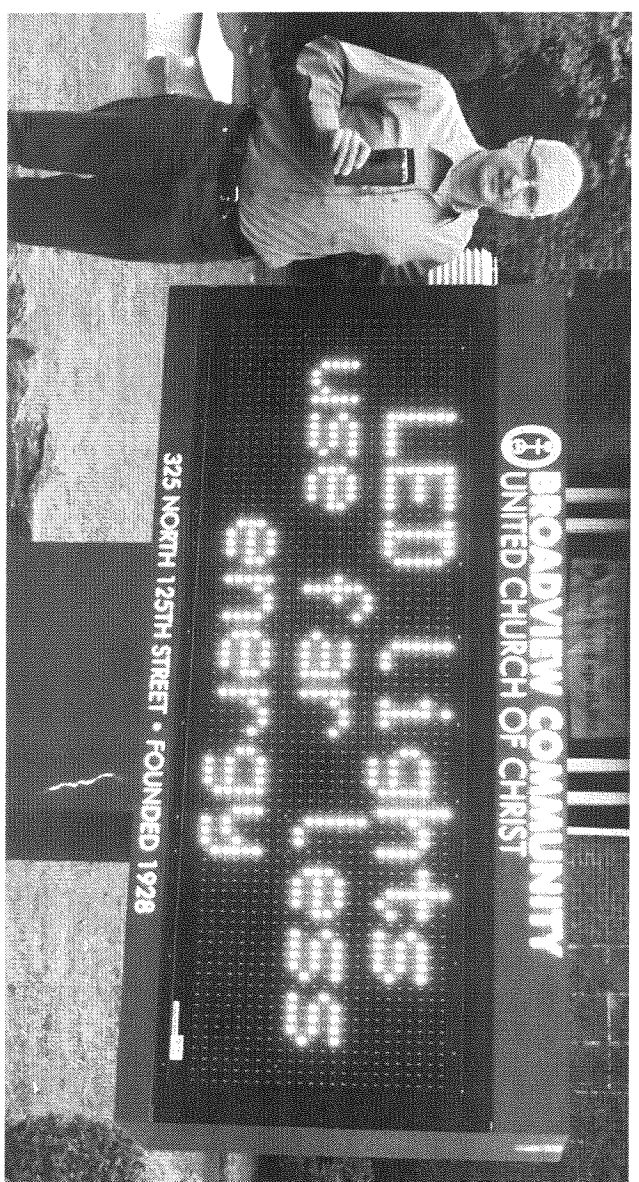 BROADVIEW COMMUNITY
UNITED CHURCH OF CHRIST
LED lights
use far less
energy
325 NORTH 125TH STREET • FOUNDED 1928